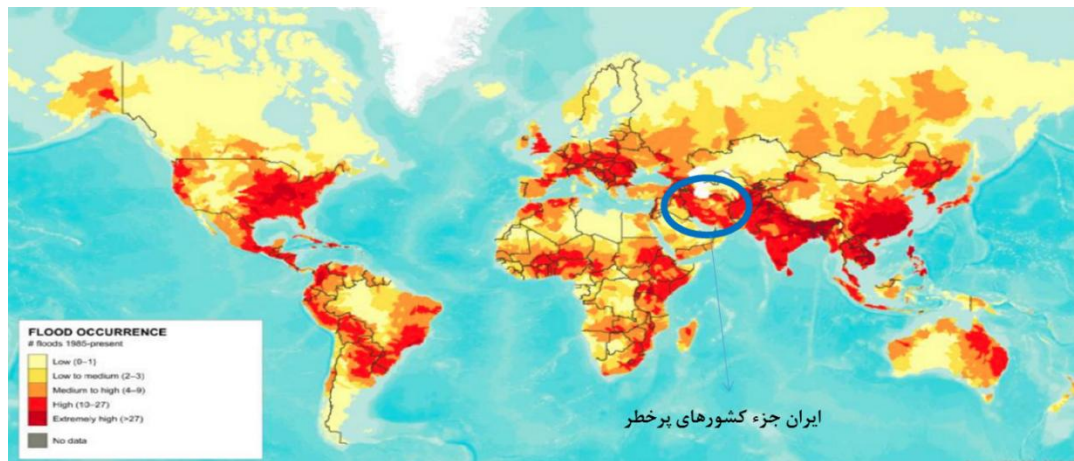 FLOOD OCCURRENCE
# floods 1985-present
Low (0–1)
Low to medium (2–3)
Medium to high (4–9)
High (10–27)
Extremely high (>27)
No data
ایران جزء کشورهای پرخطر